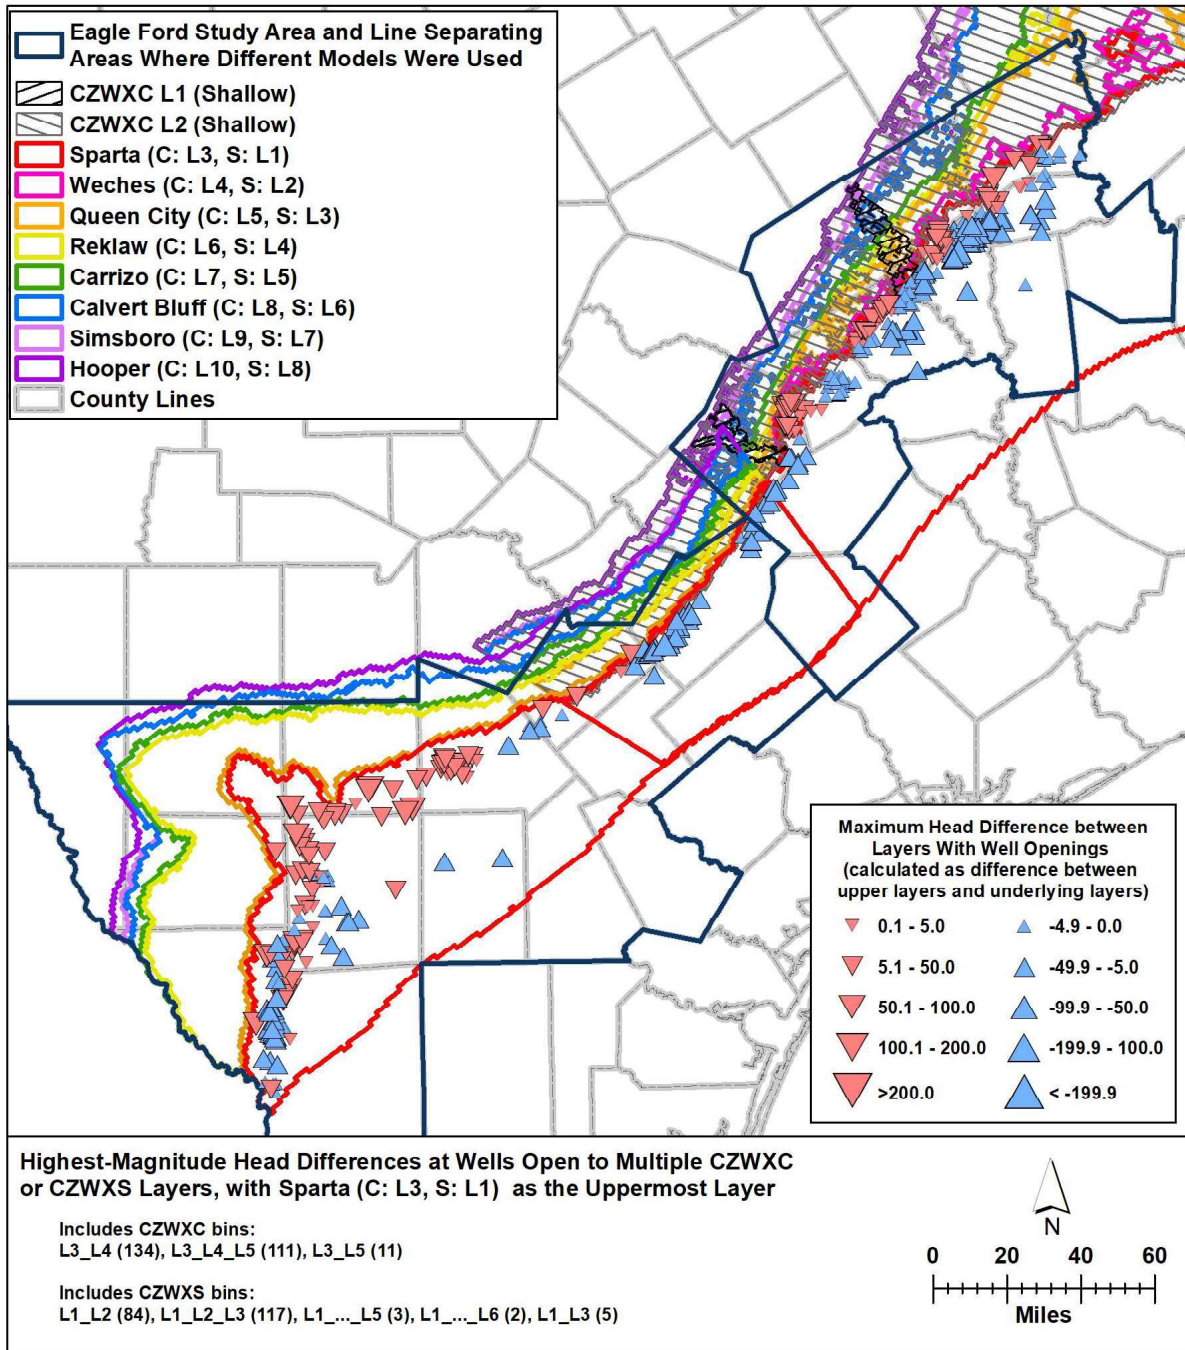 Eagle Ford Study Area and Line Separating
Areas Where Different Models Were Used
CZWXC L1 (Shallow)
CZWXC L2 (Shallow)
Sparta (C: L3, S: L1)
Weches (C: L4, S: L2)
Queen City (C: L5, S: L3)
Reklaw (C: L6, S: L4)
Carrizo (C: L7, S: L5)
Calvert Bluff (C: L8, S: L6)
Simsboro (C: L9, S: L7)
Hooper (C: L10, S: L8)
County Lines
Maximum Head Difference between
Layers With Well Openings
(calculated as difference between
upper layers and underlying layers)
0.1 - 5.0
-4.9 - 0.0
5.1 - 50.0
-49.9 - -5.0
50.1 - 100.0
-99.9 - -50.0
100.1 - 200.0
-199.9 - 100.0
>200.0
< -199.9
Highest-Magnitude Head Differences at Wells Open to Multiple CZWXC
or CZWXS Layers, with Sparta (C: L3, S: L1) as the Uppermost Layer
Includes CZWXC bins:
L3_L4 (134), L3_L4_L5 (111), L3_L5 (11)
Includes CZWXS bins:
L1_L2 (84), L1_L2_L3 (117), L1_..._L5 (3), L1_..._L6 (2), L1_L3 (5)
N
0 20 40 60
Miles